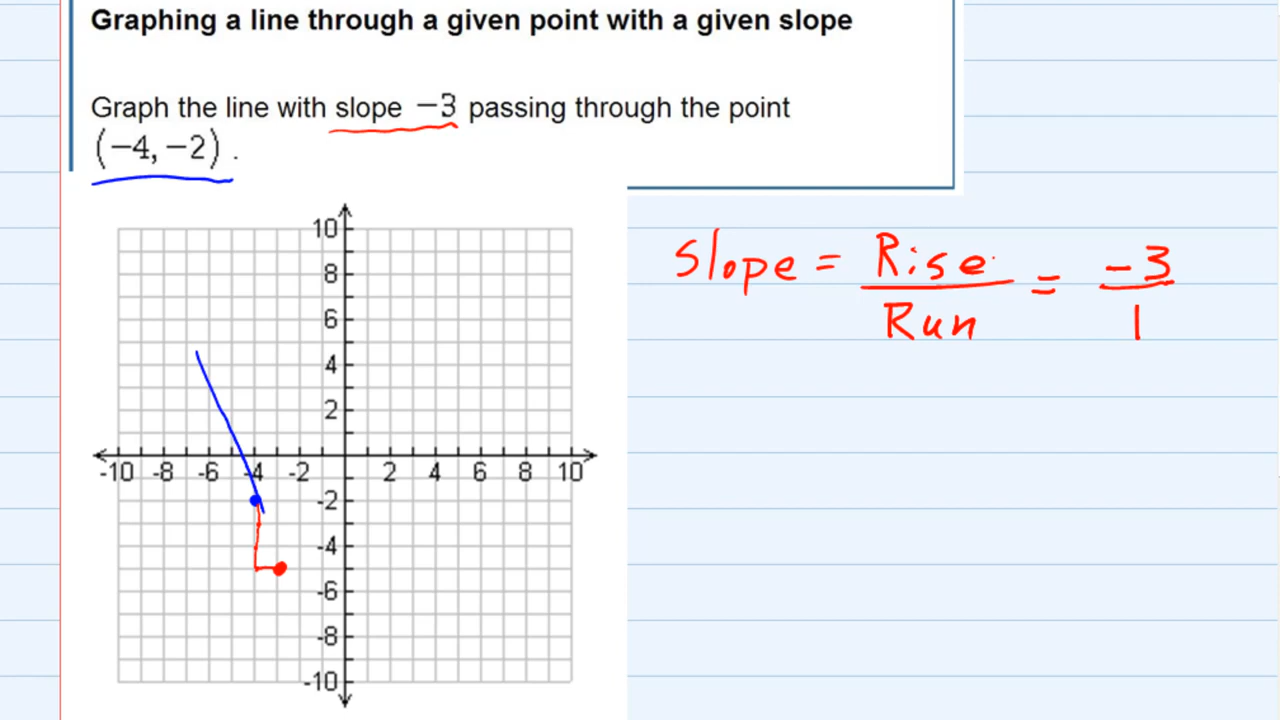 Graphing a line through a given point with a given slope
Graph the line with slope −3 passing through the point
(−4, −2) .
Slope = Rise / Run = −3 / 1
10
8
6
4
2
-10 -8 -6 -4 -2 2 4 6 8 10
-2
-4
-6
-8
-10